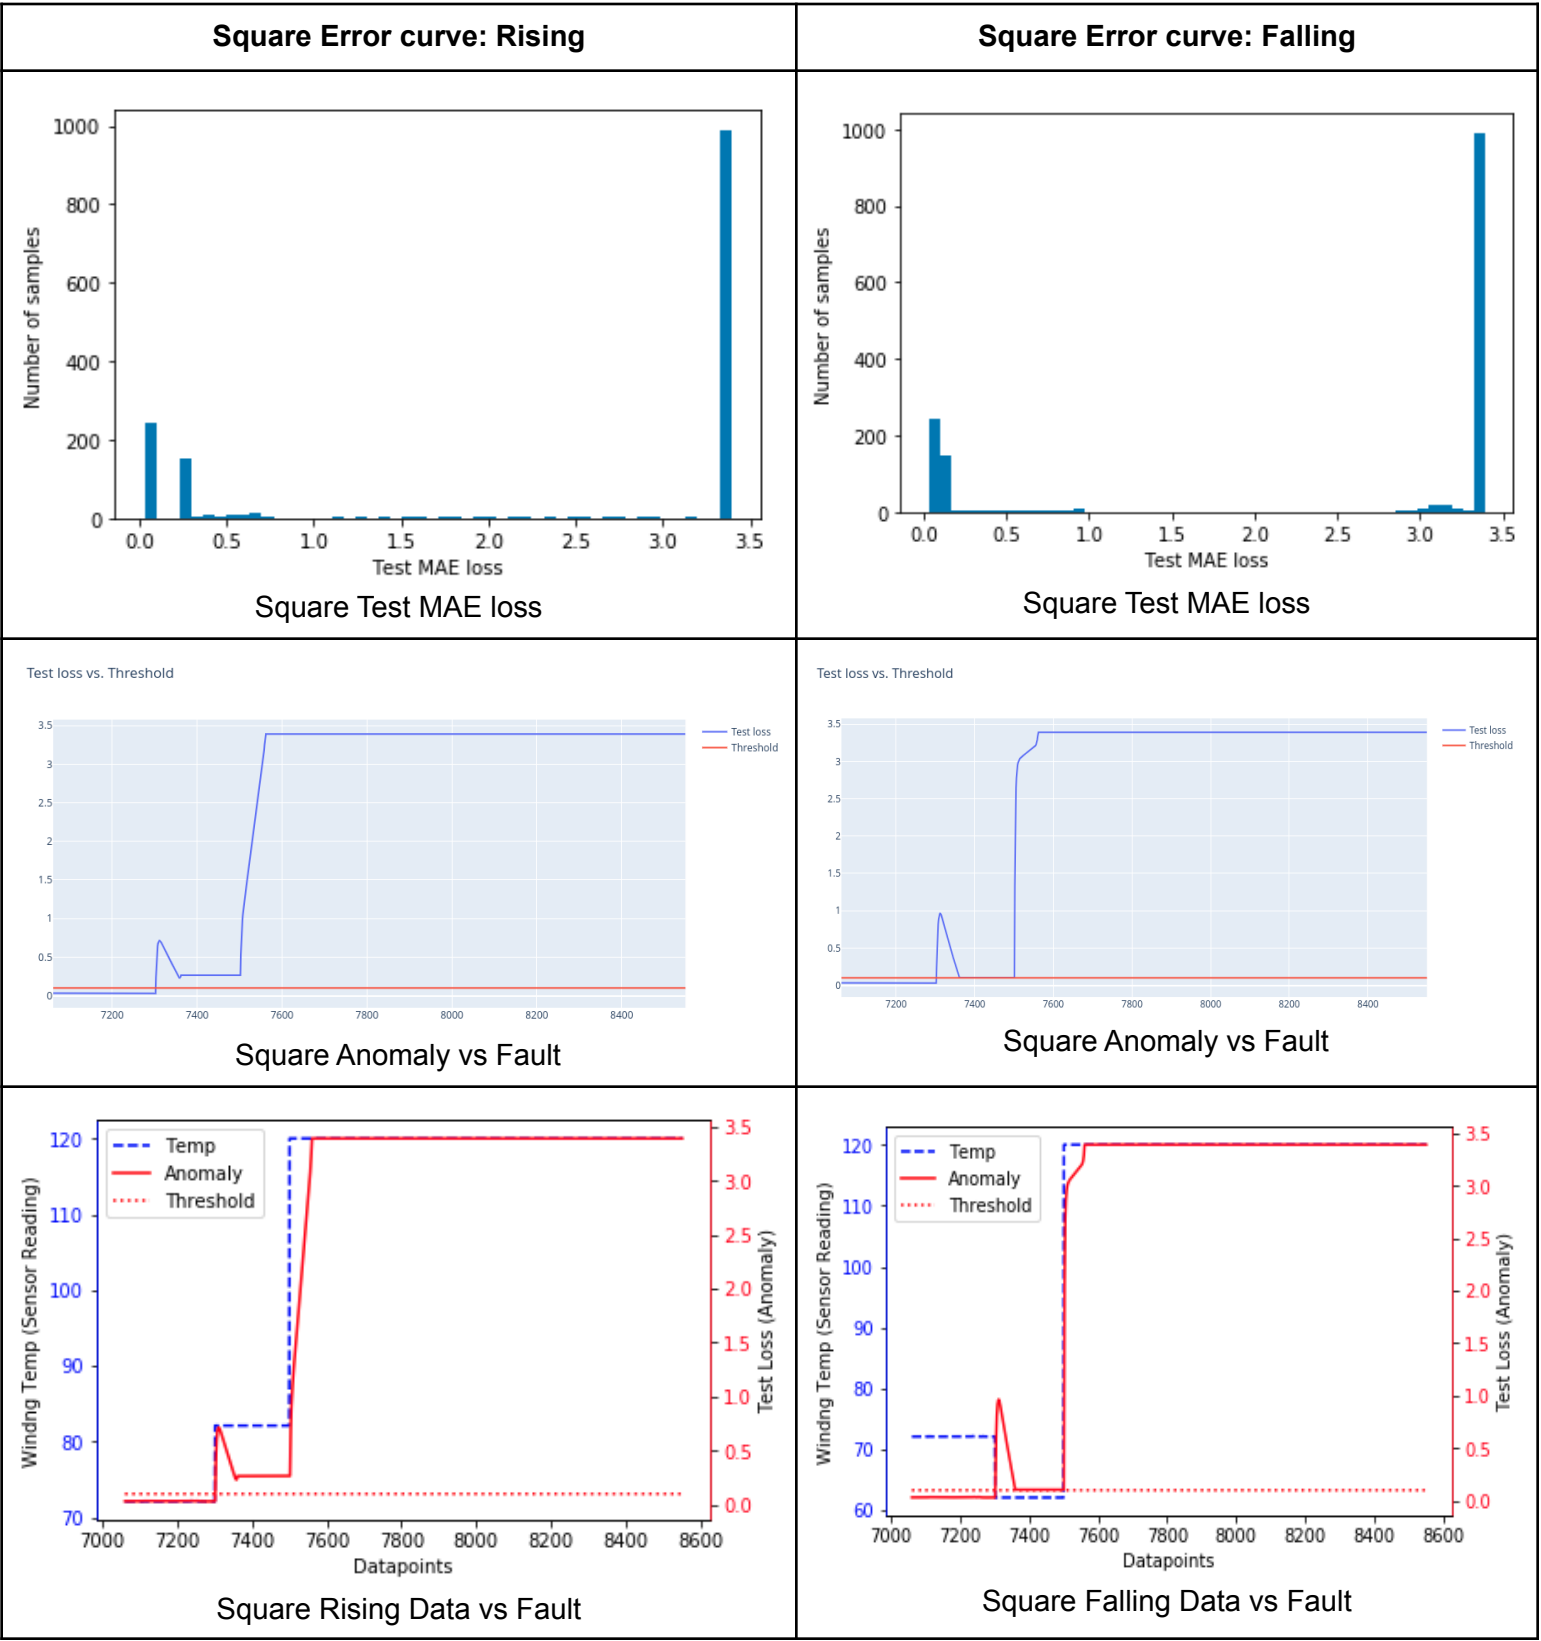 Square Error curve: Rising
Square Error curve: Falling
1000
800
600
400
200
0
Number of samples
0.0 0.5 1.0 1.5 2.0 2.5 3.0 3.5
Test MAE loss
Square Test MAE loss
1000
800
600
400
200
0
Number of samples
0.0 0.5 1.0 1.5 2.0 2.5 3.0 3.5
Test MAE loss
Square Test MAE loss
Test loss vs. Threshold
3.5
3
2.5
2
1.5
1
0.5
0
7200 7400 7600 7800 8000 8200 8400
Test loss
Threshold
Square Anomaly vs Fault
Test loss vs. Threshold
3.5
3
2.5
2
1.5
1
0.5
0
7200 7400 7600 7800 8000 8200 8400
Test loss
Threshold
Square Anomaly vs Fault
Temp
Anomaly
Threshold
120
110
100
90
80
70
Windng Temp (Sensor Reading)
3.5
3.0
2.5
2.0
1.5
1.0
0.5
0.0
Test Loss (Anomaly)
7000 7200 7400 7600 7800 8000 8200 8400 8600
Datapoints
Square Rising Data vs Fault
Temp
Anomaly
Threshold
120
110
100
90
80
70
60
Windng Temp (Sensor Reading)
3.5
3.0
2.5
2.0
1.5
1.0
0.5
0.0
Test Loss (Anomaly)
7000 7200 7400 7600 7800 8000 8200 8400 8600
Datapoints
Square Falling Data vs Fault